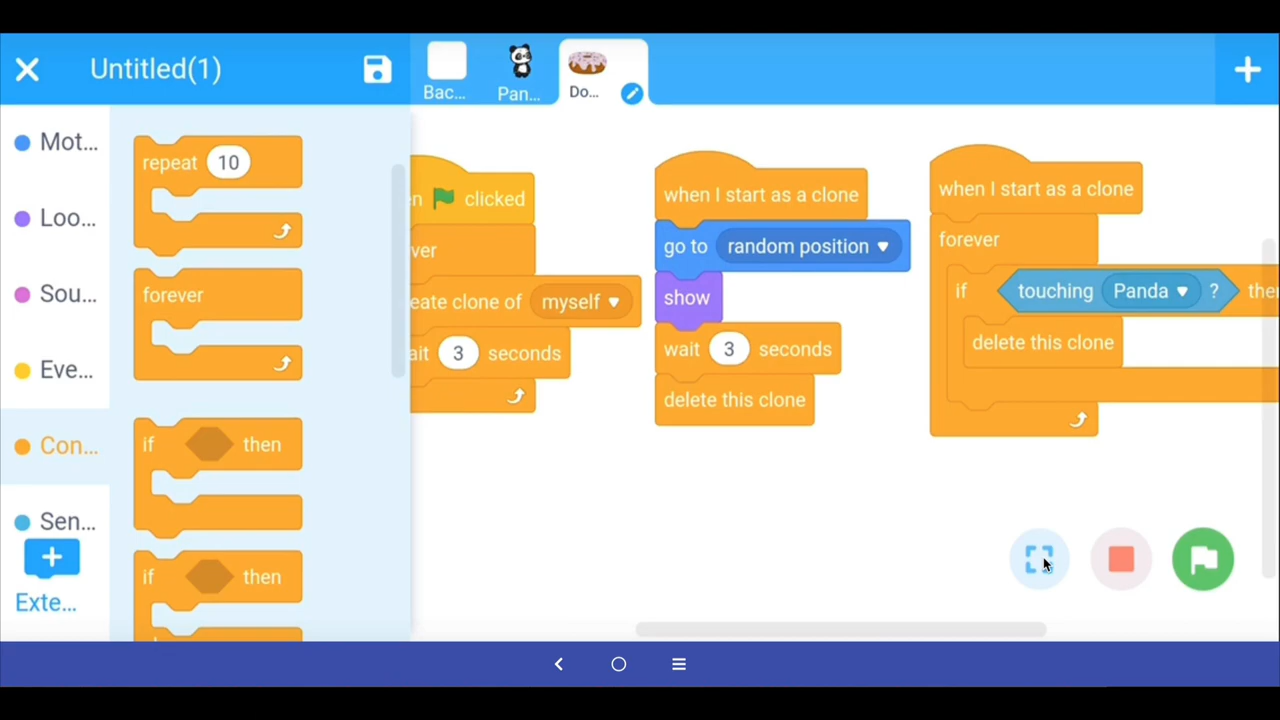 Untitled(1)
Bac...
Pan...
Do...
Mot...
Loo...
Sou...
Eve...
Con...
Sen...
Exte...
repeat 10
forever
if then
if then
n clicked
ver
eate clone of myself
ait 3 seconds
when I start as a clone
go to random position
show
wait 3 seconds
delete this clone
when I start as a clone
forever
if touching Panda ? the
delete this clone